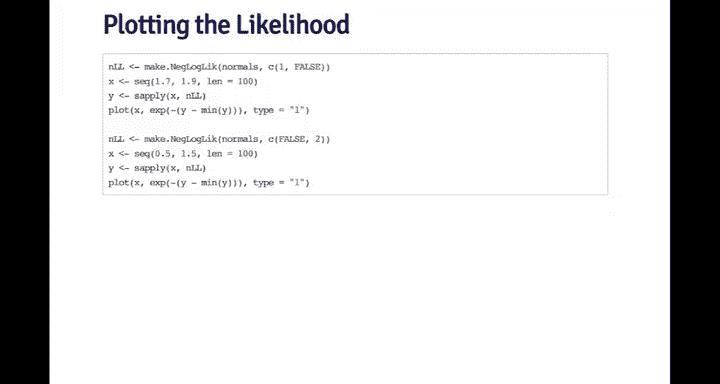 Plotting the Likelihood
nLL <- make.NegLogLik(normals, c(1, FALSE))
x <- seq(1.7, 1.9, len = 100)
y <- sapply(x, nLL)
plot(x, exp(-(y - min(y))), type = "l")
nLL <- make.NegLogLik(normals, c(FALSE, 2))
x <- seq(0.5, 1.5, len = 100)
y <- sapply(x, nLL)
plot(x, exp(-(y - min(y))), type = "l")